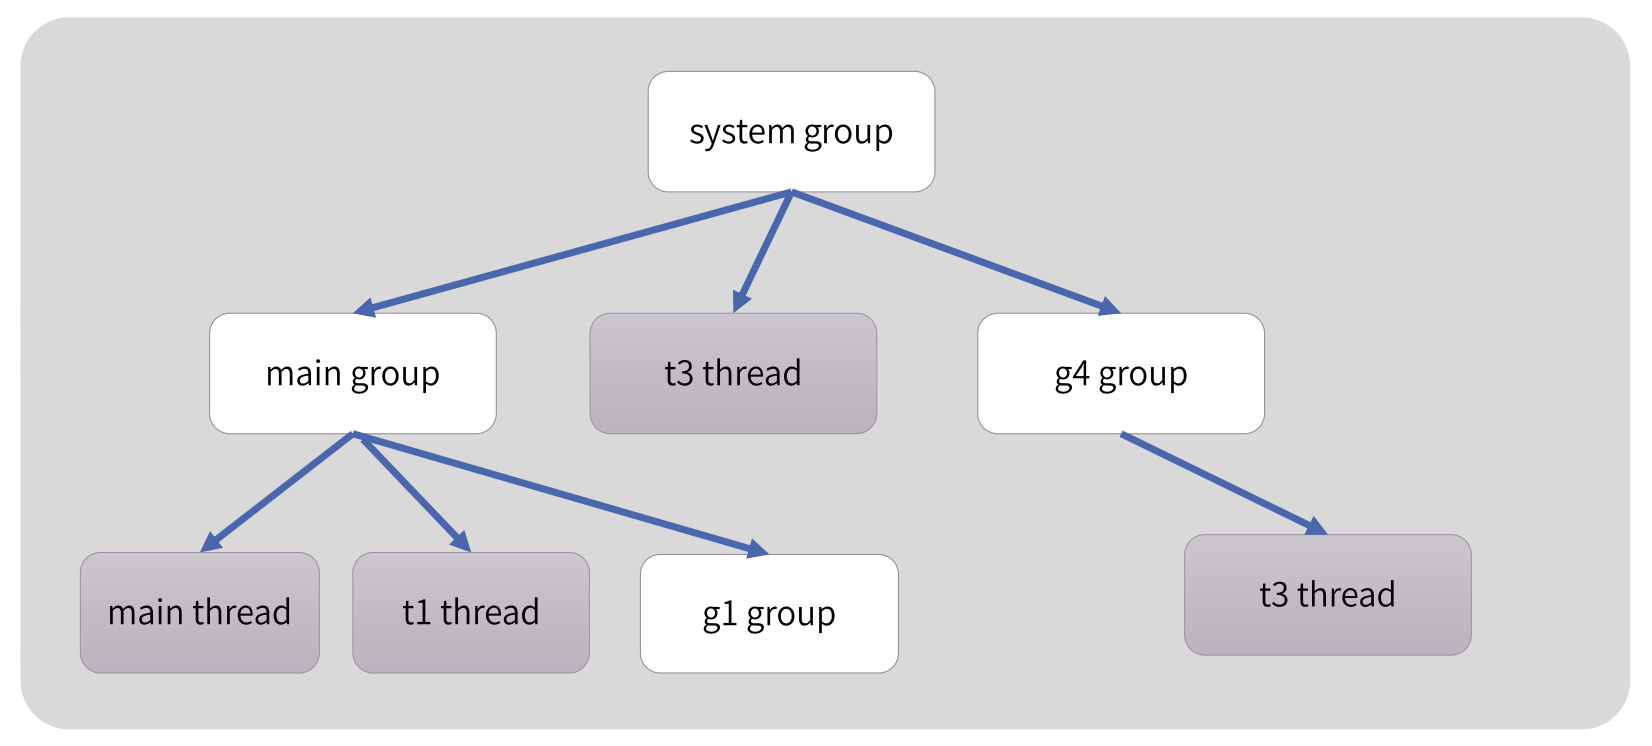 system group
main group
t3 thread
g4 group
main thread
t1 thread
g1 group
t3 thread